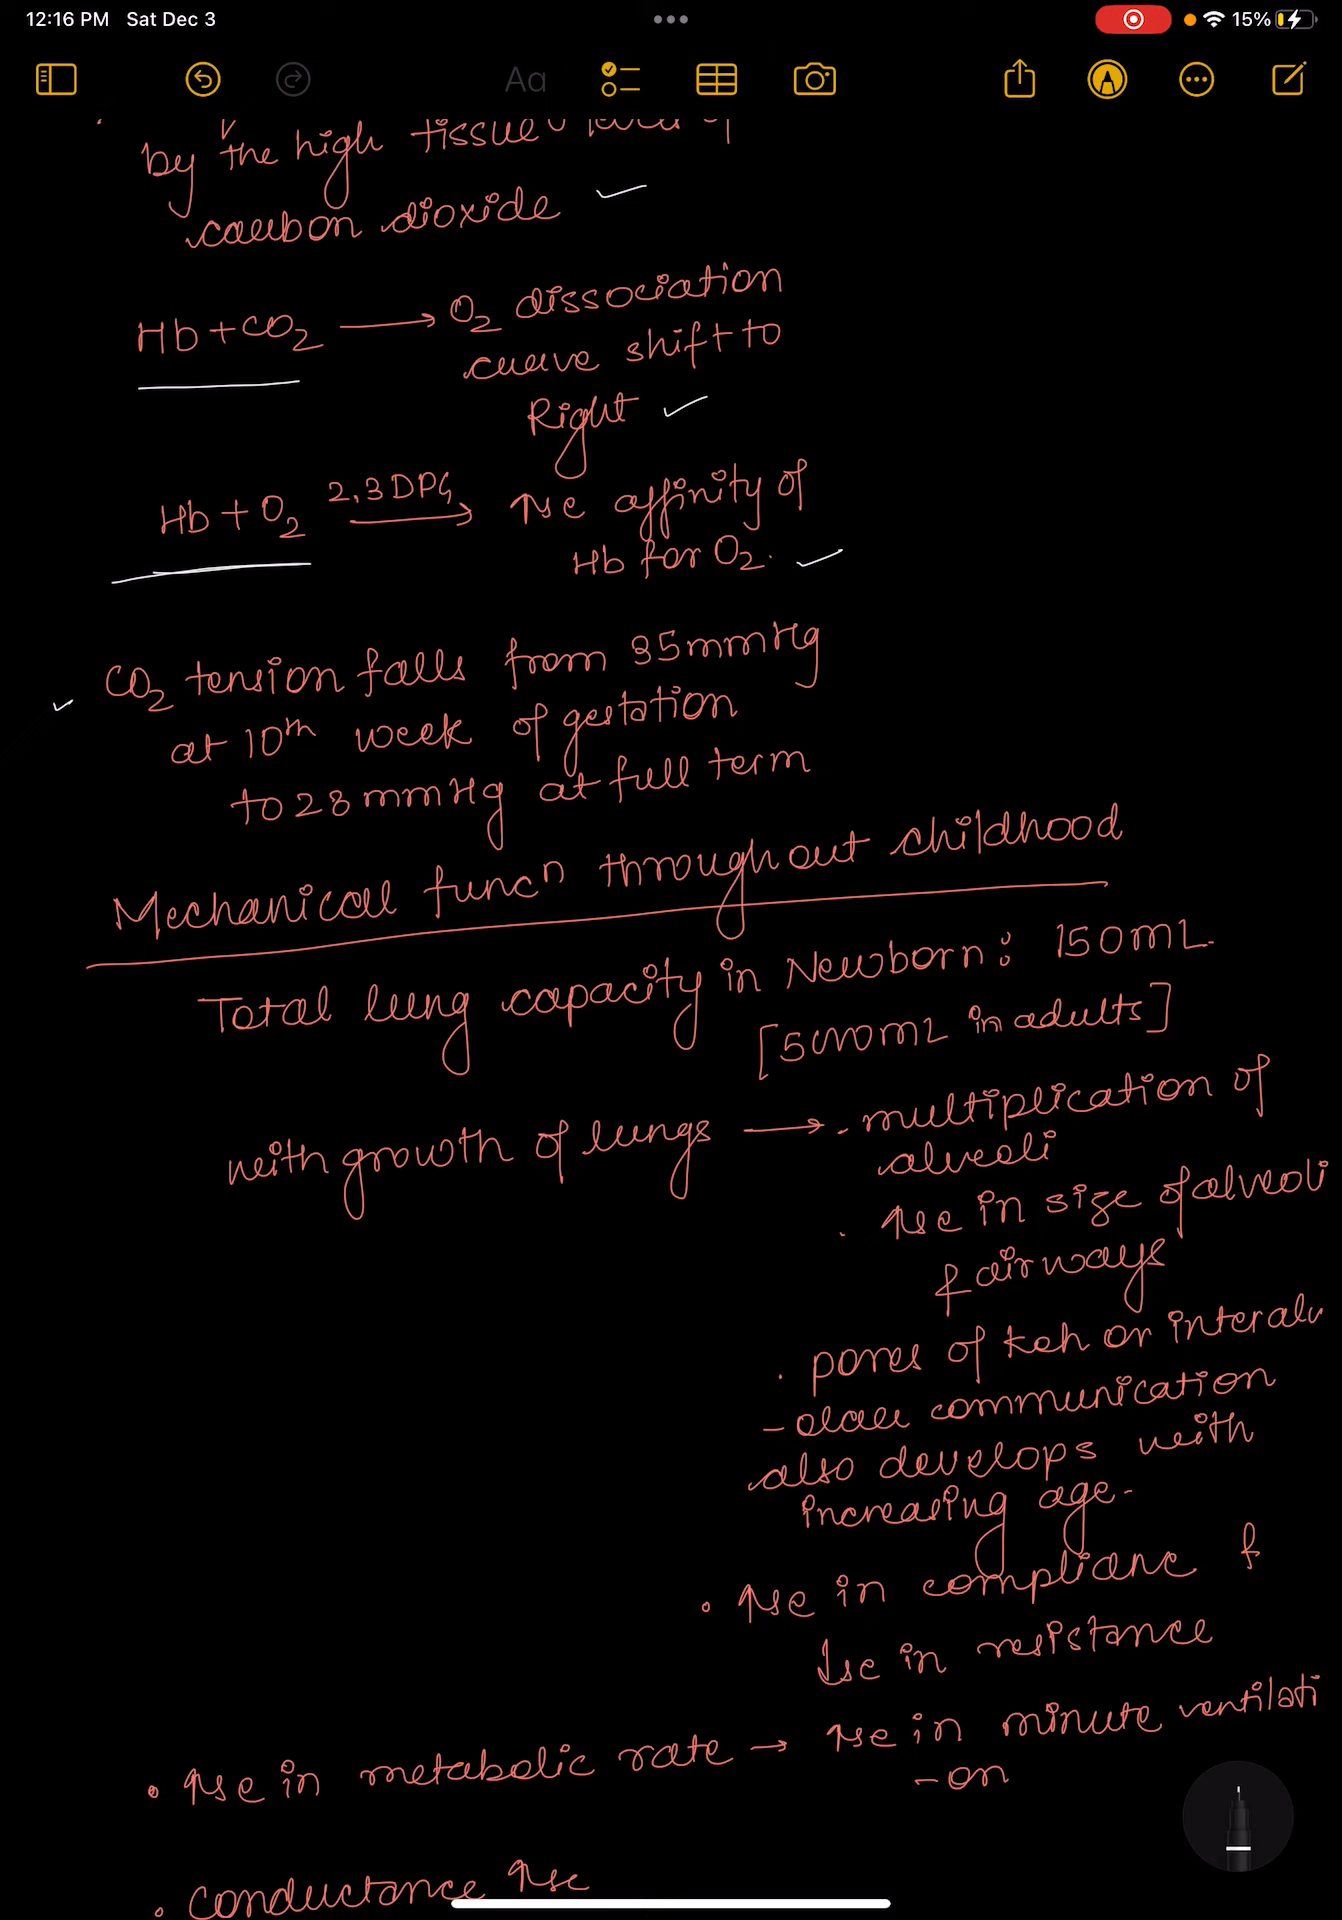 12:16 PM Sat Dec 3
15%
Aa
by the high tissue
carbon dioxide
Hb+CO2 → O2 dissociation
curve shift to
Right
Hb + O2 2,3 DPG → ↑se affinity of
Hb for O2.
CO2 tension falls from 35mmHg
at 10th week of gestation
to 28 mmHg at full term
Mechanical funcn throughout childhood
Total lung capacity in Newborn: 150mL.
[5000mL in adults]
with growth of lungs → . multiplication of
alveoli
. ↑se in size of alveoli
& airways
. pores of Koh or interalv
-olar communication
also develops with
increasing age.
. ↑se in complianc &
↓se in resistance
. ↑se in metabolic rate → ↑se in minute ventilati
-on
. conductance ↑se